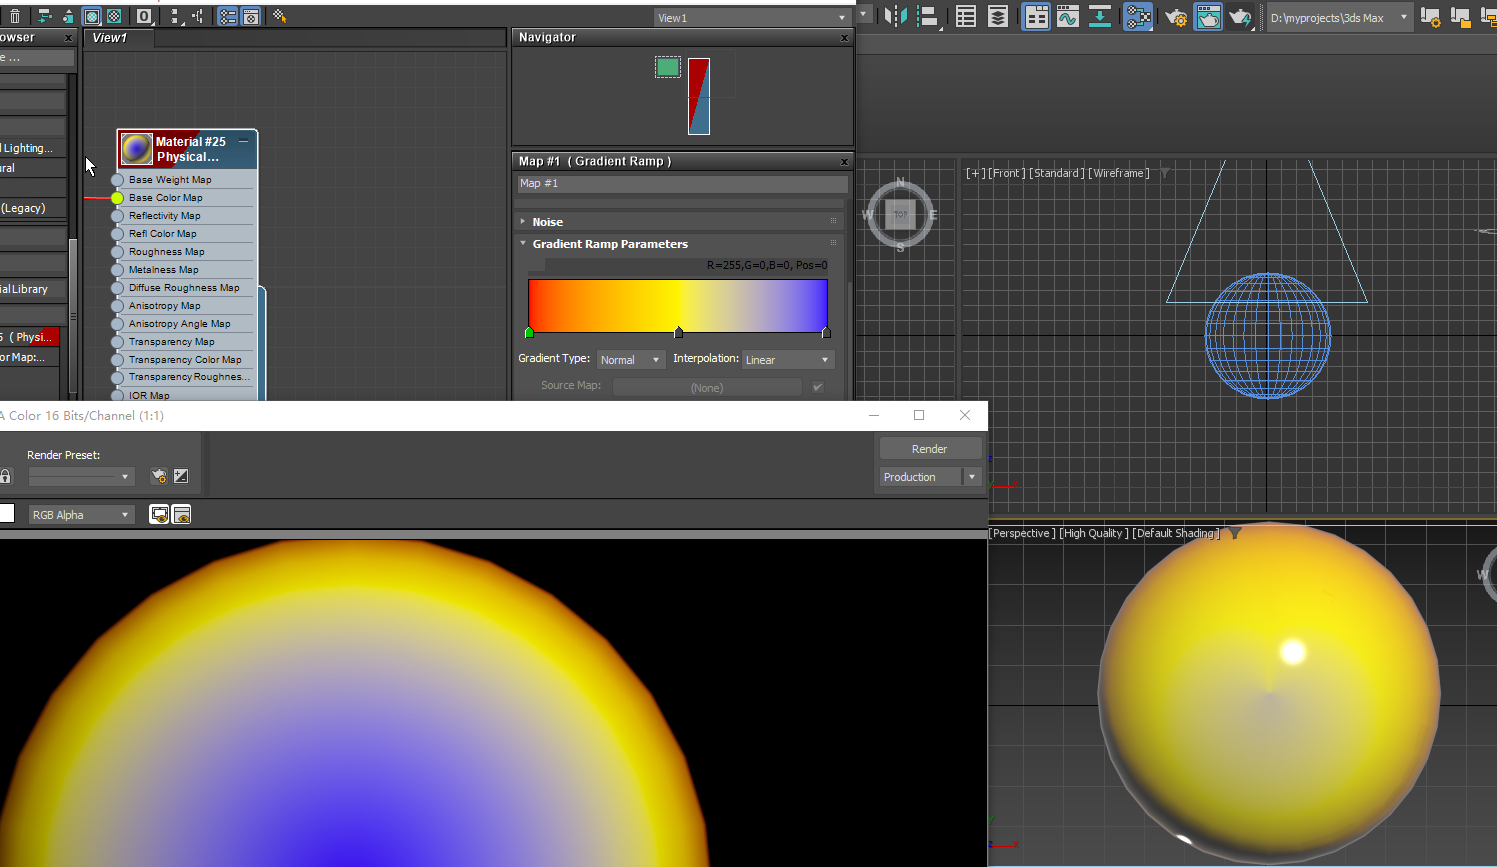 View1
D:\myprojects\3ds Max
owser
View1
Navigator
e ...
Material #25
Physical...
l Lighting...
ural
(Legacy)
ial Library
5 ( Physi...
or Map:...
Base Weight Map
Base Color Map
Reflectivity Map
Refl Color Map
Roughness Map
Metalness Map
Diffuse Roughness Map
Anisotropy Map
Anisotropy Angle Map
Transparency Map
Transparency Color Map
Transparency Roughnes...
IOR Map
Map #1 ( Gradient Ramp )
Map #1
Noise
Gradient Ramp Parameters
R=255,G=0,B=0, Pos=0
Gradient Type: Normal Interpolation: Linear
Source Map: (None)
N
W TOP E
S
[+] [Front ] [Standard ] [Wireframe ]
A Color 16 Bits/Channel (1:1)
Render Preset:
Render
Production
RGB Alpha
[Perspective ] [High Quality ] [Default Shading ]
W